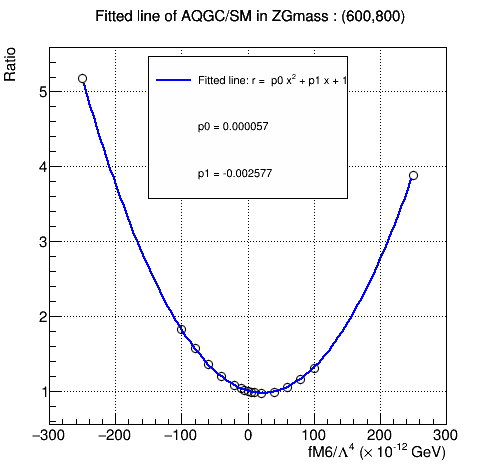 Fitted line of AQGC/SM in ZGmass : (600,800)
Ratio
Fitted line: r = p0 x² + p1 x + 1
p0 = 0.000057
p1 = -0.002577
5
4
3
2
1
−300 −200 −100 0 100 200 300
fM6/Λ⁴ (× 10⁻¹² GeV)